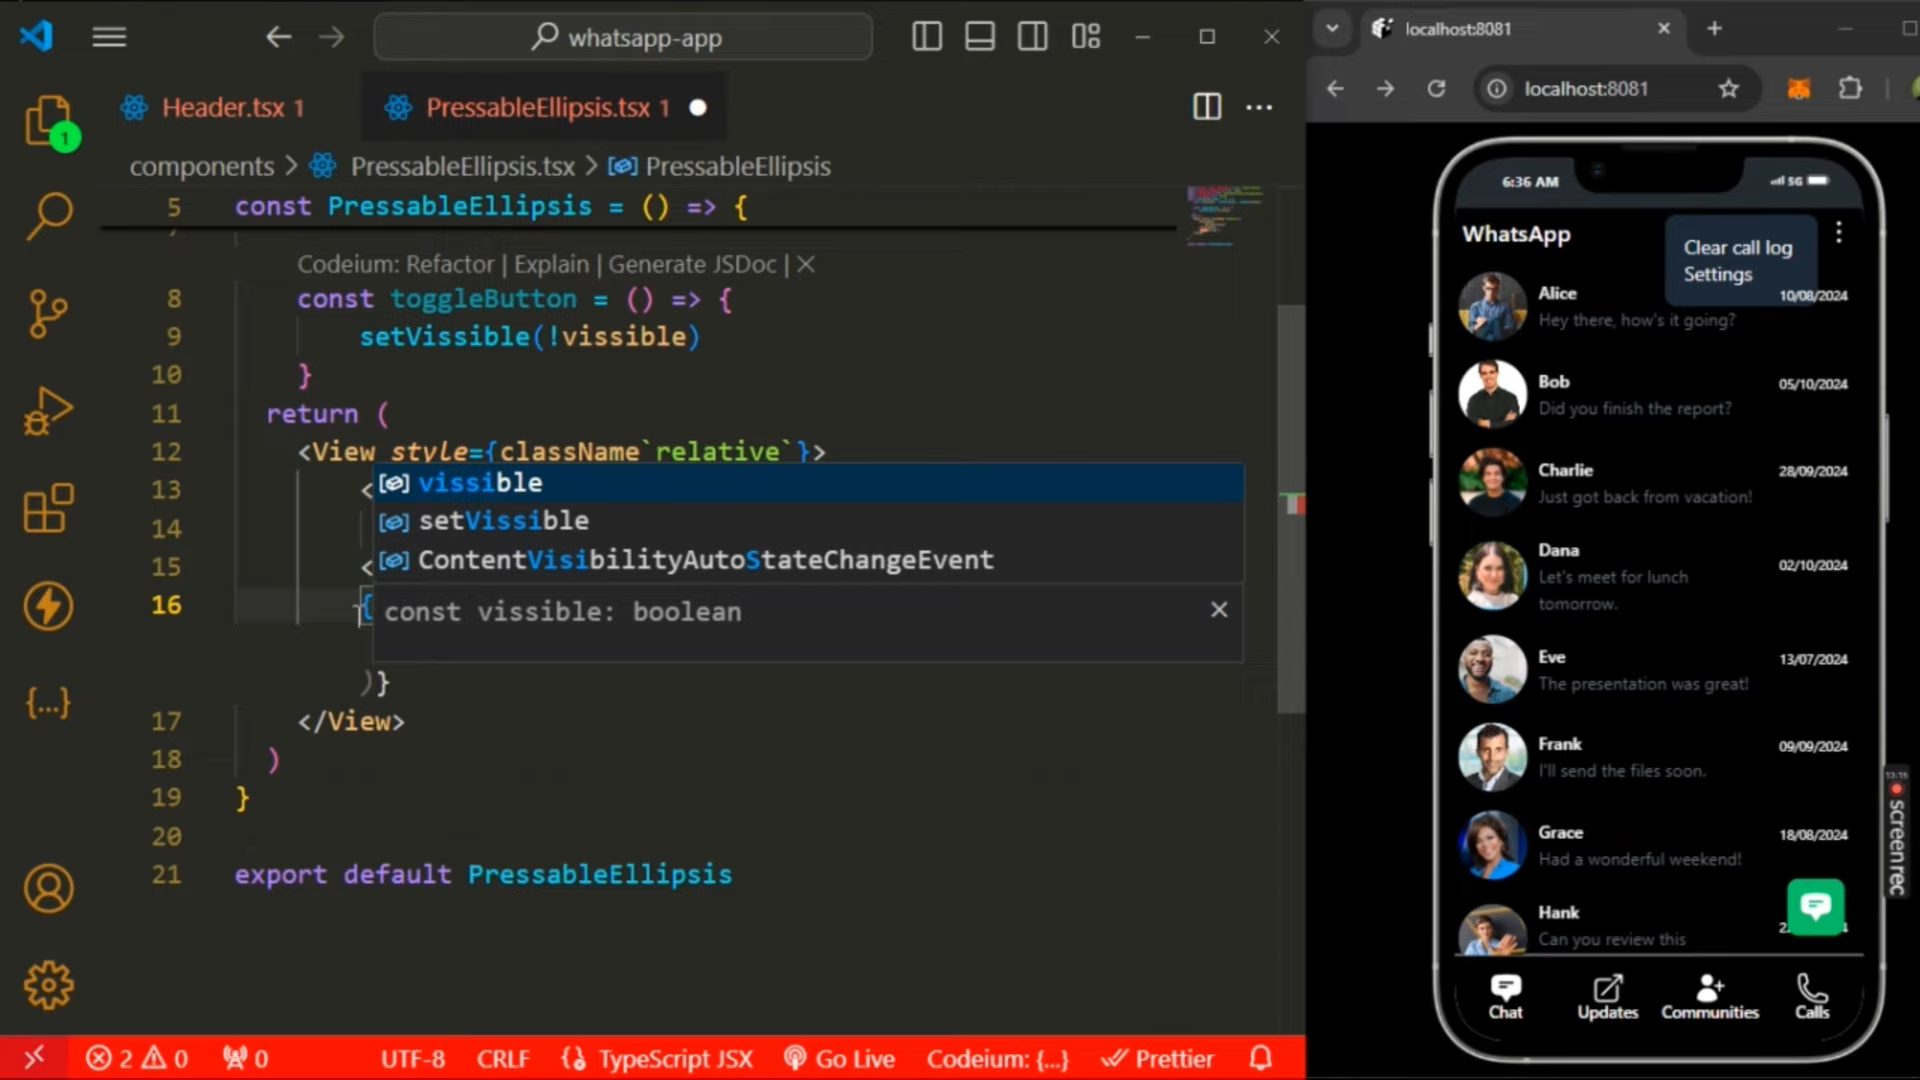 whatsapp-app
Header.tsx 1
PressableEllipsis.tsx 1
components > PressableEllipsis.tsx > PressableEllipsis
5 const PressableEllipsis = () => {
Codeium: Refactor | Explain | Generate JSDoc | ×
8 const toggleButton = () => {
9 setVissible(!vissible)
10 }
11 return (
12 <View style={className`relative`}>
13 <
vissible
14
setVissible
15 <
ContentVisibilityAutoStateChangeEvent
16 {
const vissible: boolean
)}
17 </View>
18 )
19 }
20
21 export default PressableEllipsis
1
{...}
2 0
0
UTF-8
CRLF
TypeScript JSX
Go Live
Codeium: {...}
Prettier
localhost:8081
localhost:8081
6:36 AM
5G
WhatsApp
Clear call log
Settings
Alice
10/08/2024
Hey there, how's it going?
Bob
05/10/2024
Did you finish the report?
Charlie
28/09/2024
Just got back from vacation!
Dana
02/10/2024
Let's meet for lunch
tomorrow.
Eve
13/07/2024
The presentation was great!
Frank
09/09/2024
I'll send the files soon.
Grace
18/08/2024
Had a wonderful weekend!
Hank
Can you review this
Chat
Updates
Communities
Calls
13:15
screenrec